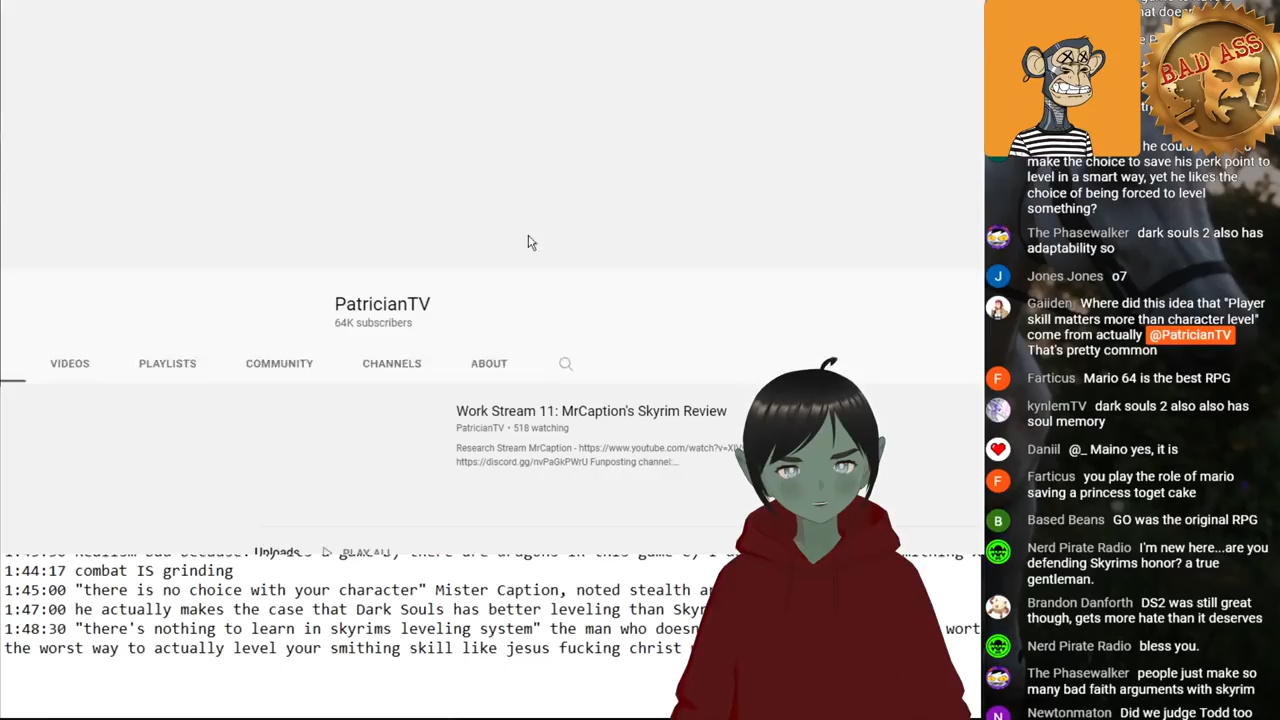 PatricianTV
64K subscribers
VIDEOS
PLAYLISTS
COMMUNITY
CHANNELS
ABOUT
Work Stream 11: MrCaption's Skyrim Review
PatricianTV • 518 watching
Research Stream MrCaption - https://www.youtube.com/watch?v=
https://discord.gg/nvPaGkPWrU Funposting channel:...
Uploads
PLAY ALL
1:44:17 combat IS grinding
1:45:00 "there is no choice with your character" Mister Caption, noted stealth
1:47:00 he actually makes the case that Dark Souls has better leveling than
1:48:30 "there's nothing to learn in skyrims leveling system" the man who
the worst way to actually level your smithing skill like jesus fucking christ
BAD ASS
make the choice to save his perk point to
level in a smart way, yet he likes the
choice of being forced to level
something?
The Phasewalker dark souls 2 also has
adaptability so
J
Jones Jones o7
Gaiiden Where did this idea that "Player
skill matters more than character level"
come from actually @PatricianTV
That's pretty common
F
Farticus Mario 64 is the best RPG
kynlemTV dark souls 2 also also has
soul memory
Daniil @_ Maino yes, it is
F
Farticus you play the role of mario
saving a princess toget cake
B
Based Beans GO was the original RPG
Nerd Pirate Radio I'm new here...are you
defending Skyrims honor? a true
gentleman.
Brandon Danforth DS2 was still great
though, gets more hate than it deserves
Nerd Pirate Radio bless you.
The Phasewalker people just make so
many bad faith arguments with skyrim
N
Newtonmaton Did we judge Todd too